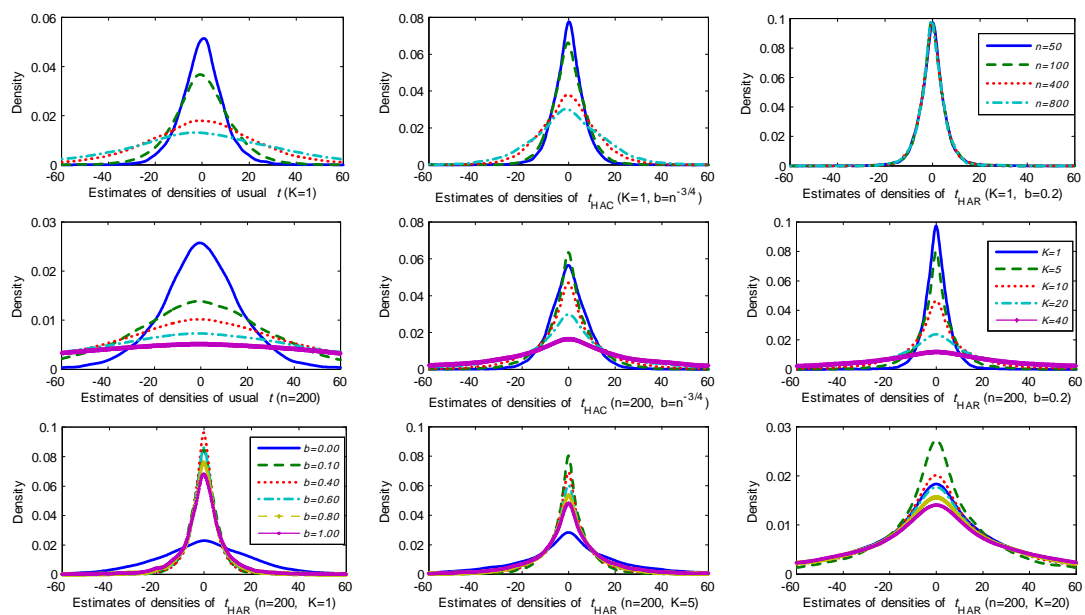 0.06
0.04
0.02
0
Density
-60 -40 -20 0 20 40 60
Estimates of densities of usual t (K=1)
0.08
0.06
0.04
0.02
0
Density
-60 -40 -20 0 20 40 60
Estimates of densities of t_HAC (K=1, b=n^-3/4)
0.1
0.08
0.06
0.04
0.02
0
Density
n=50
n=100
n=400
n=800
-60 -40 -20 0 20 40 60
Estimates of densities of t_HAR (K=1, b=0.2)
0.03
0.02
0.01
0
Density
-60 -40 -20 0 20 40 60
Estimates of densities of usual t (n=200)
0.08
0.06
0.04
0.02
0
Density
-60 -40 -20 0 20 40 60
Estimates of densities of t_HAC (n=200, b=n^-3/4)
0.1
0.08
0.06
0.04
0.02
0
Density
K=1
K=5
K=10
K=20
K=40
-60 -40 -20 0 20 40 60
Estimates of densities of t_HAR (n=200, b=0.2)
0.1
0.08
0.06
0.04
0.02
0
Density
b=0.00
b=0.10
b=0.40
b=0.60
b=0.80
b=1.00
-60 -40 -20 0 20 40 60
Estimates of densities of t_HAR (n=200, K=1)
0.1
0.08
0.06
0.04
0.02
0
Density
-60 -40 -20 0 20 40 60
Estimates of densities of t_HAR (n=200, K=5)
0.03
0.02
0.01
0
Density
-60 -40 -20 0 20 40 60
Estimates of densities of t_HAR (n=200, K=20)